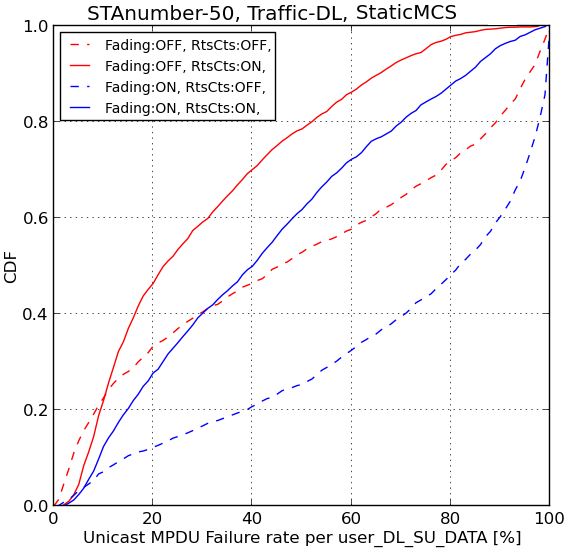 STAnumber-50, Traffic-DL, StaticMCS
1.0
Fading:OFF, RtsCts:OFF,
Fading:OFF, RtsCts:ON,
Fading:ON, RtsCts:OFF,
Fading:ON, RtsCts:ON,
0.8
0.6
CDF
0.4
0.2
0.0
0 20 40 60 80 100
Unicast MPDU Failure rate per user_DL_SU_DATA [%]